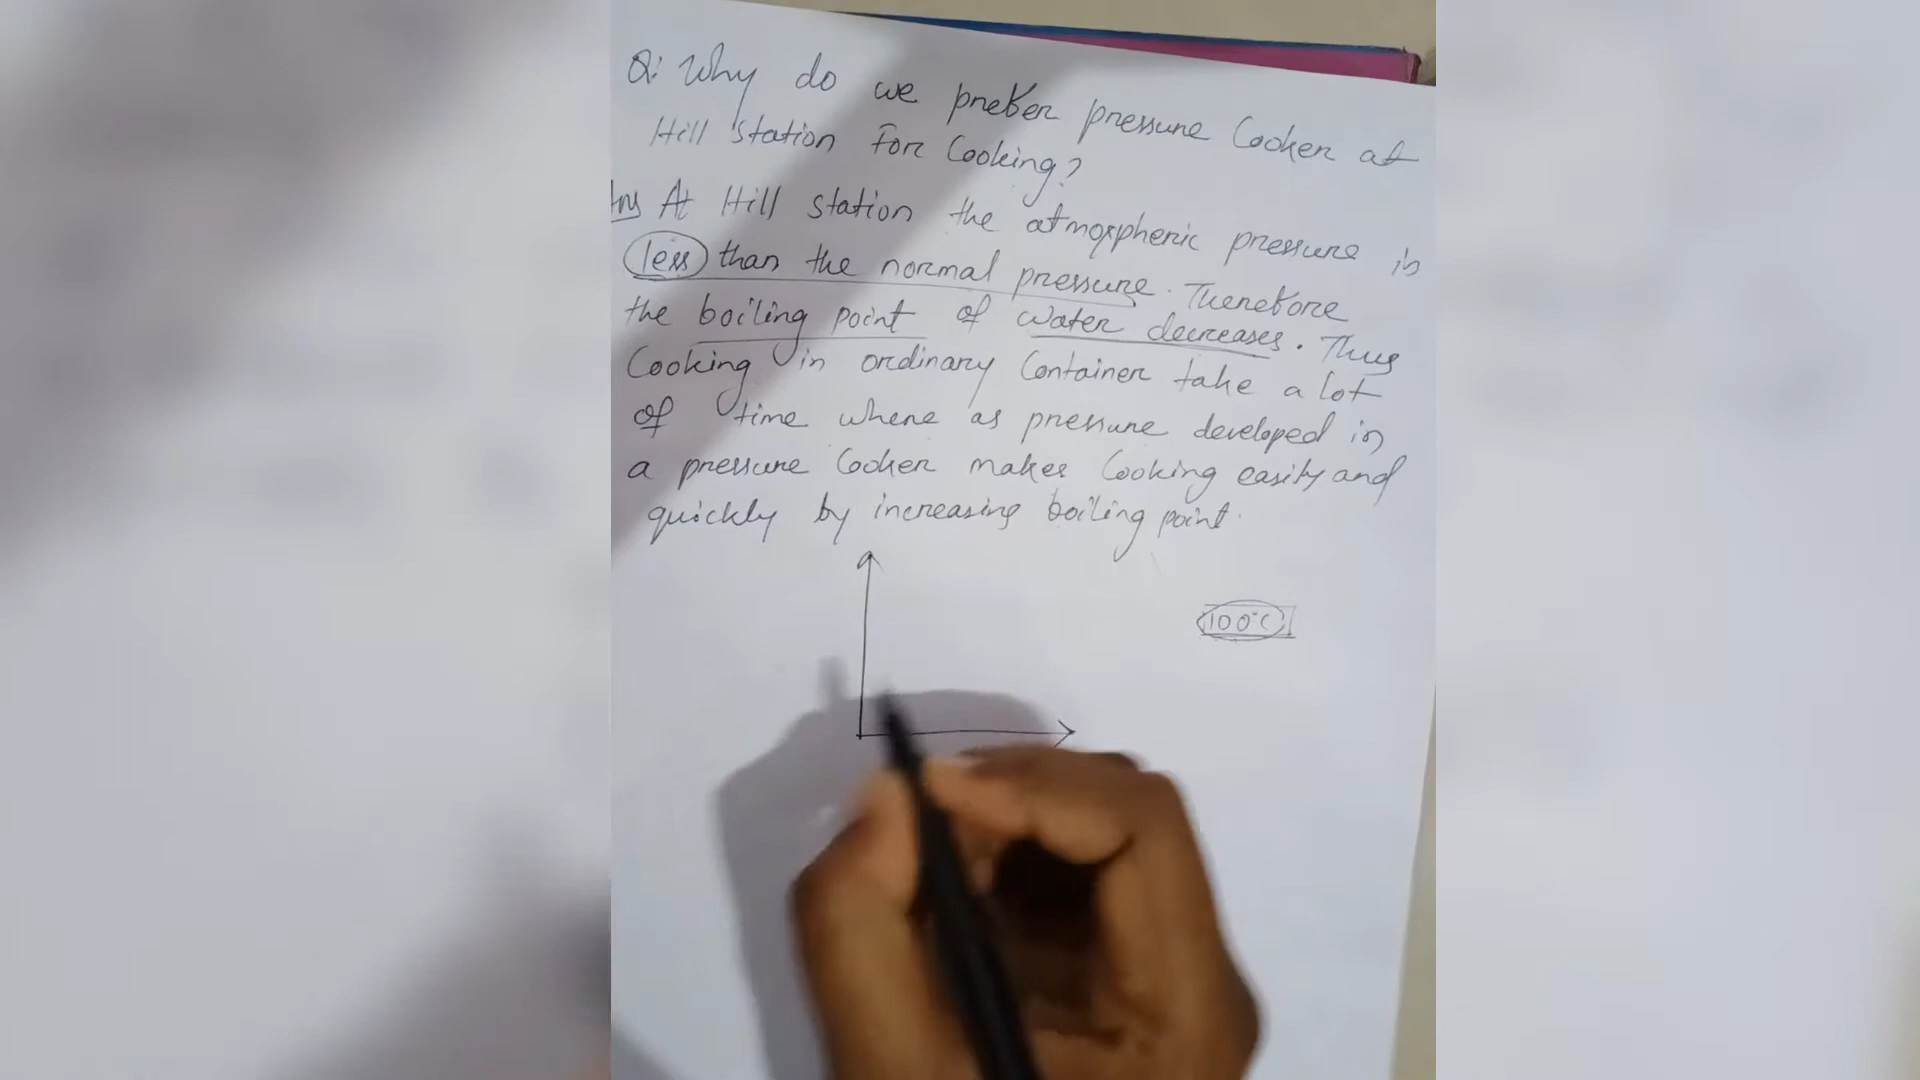 Q: Why do we prefer pressure Cooker at
Hill station for Cooking?
Ans At Hill station the atmospheric pressure is
less than the normal pressure. Therefore
the boiling point of water decreases. Thus
Cooking in ordinary Container take a lot
of time where as pressure developed in
a pressure Cooker makes Cooking easity and
quickly by increasing boiling point.
100°C